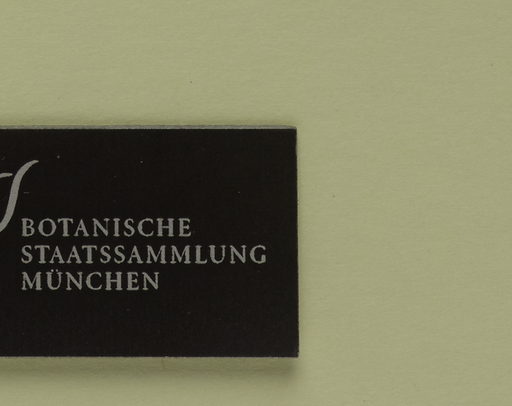 BOTANISCHE
STAATSSAMMLUNG
MÜNCHEN